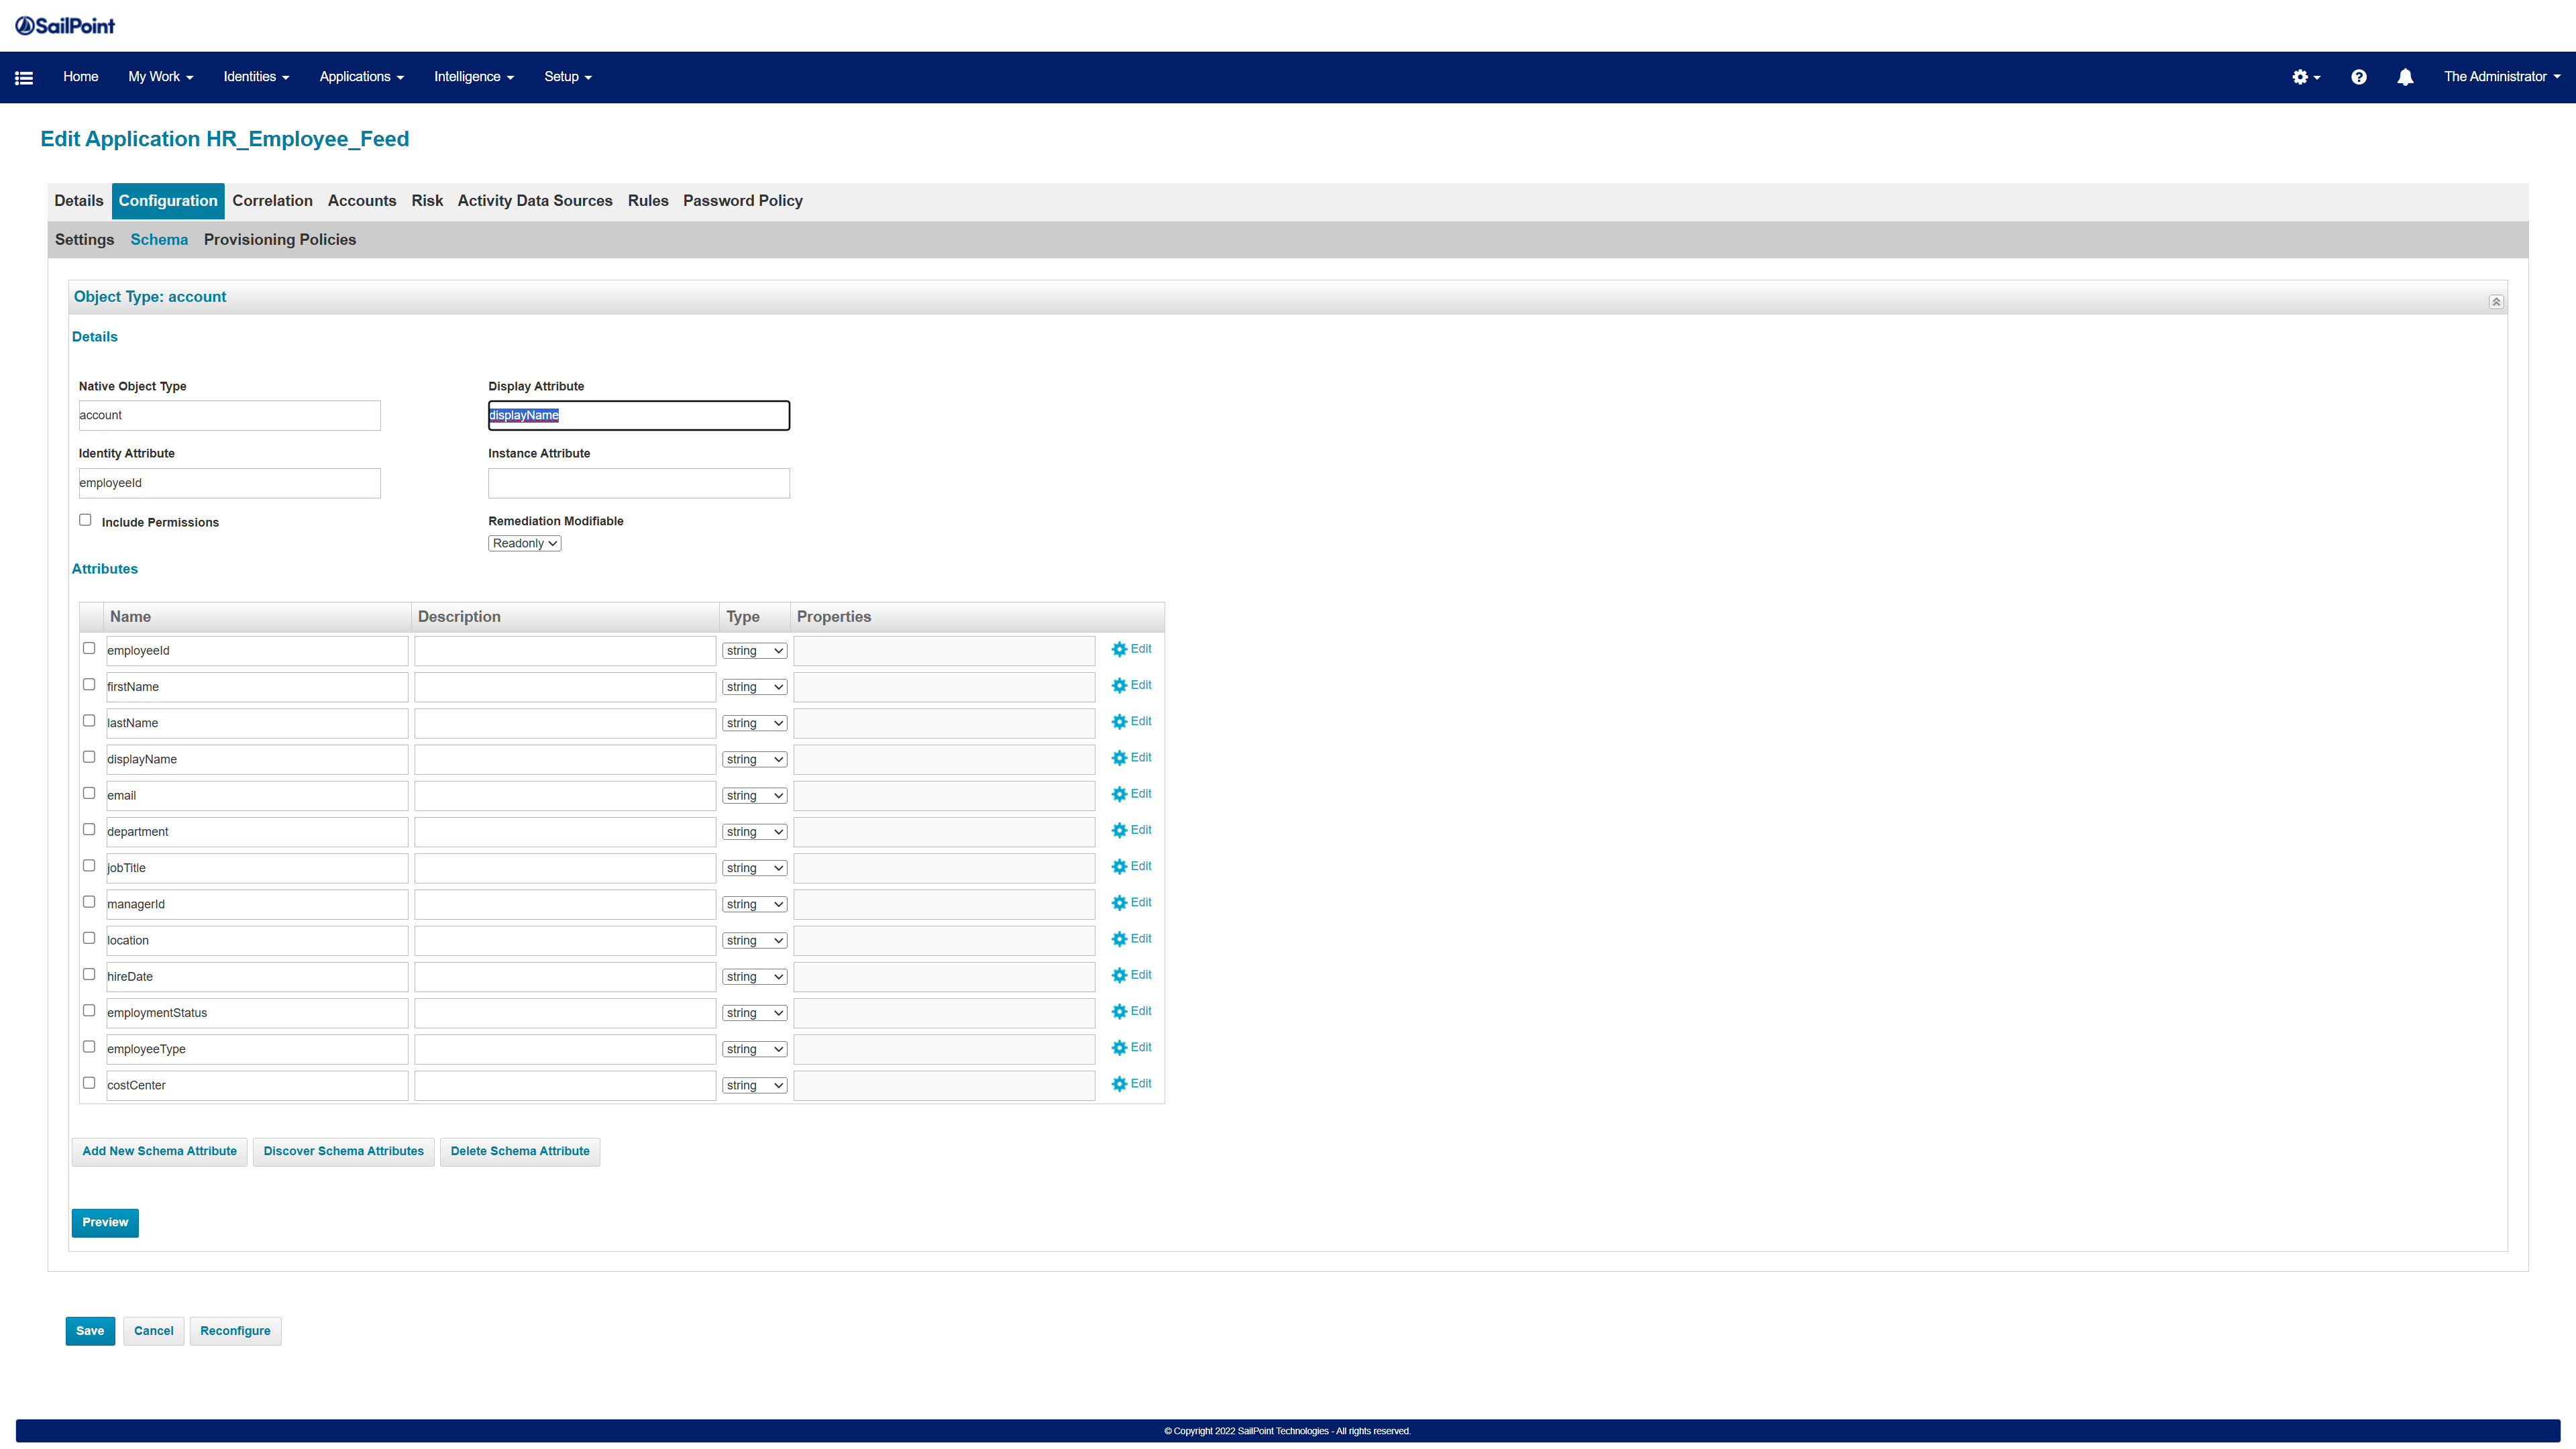 SailPoint
Home My Work Identities Applications Intelligence Setup The Administrator
Edit Application HR_Employee_Feed
Details Configuration Correlation Accounts Risk Activity Data Sources Rules Password Policy
Settings Schema Provisioning Policies
Object Type: account
Details
Native Object Type Display Attribute
account displayName
Identity Attribute Instance Attribute
employeeId
Include Permissions Remediation Modifiable
Readonly
Attributes
Name Description Type Properties
employeeId string Edit
firstName string Edit
lastName string Edit
displayName string Edit
email string Edit
department string Edit
jobTitle string Edit
managerId string Edit
location string Edit
hireDate string Edit
employmentStatus string Edit
employeeType string Edit
costCenter string Edit
Add New Schema Attribute Discover Schema Attributes Delete Schema Attribute
Preview
Save Cancel Reconfigure
© Copyright 2022 SailPoint Technologies - All rights reserved.